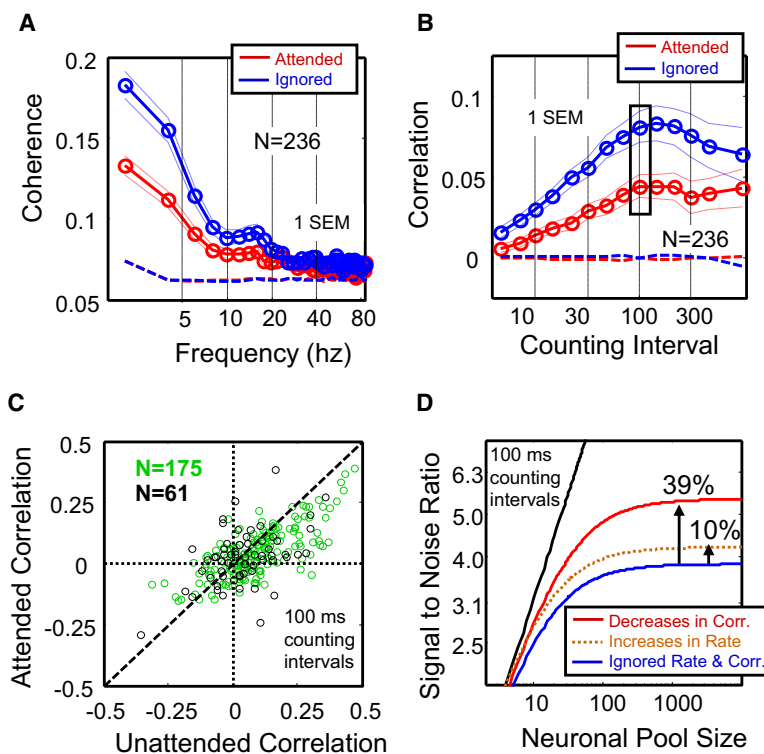 A
Attended
Ignored
0.2
0.15
0.1
0.05
Coherence
N=236
1 SEM
5
10
20
40
80
Frequency (hz)
B
Attended
Ignored
0.1
0.05
0
Correlation
1 SEM
N=236
10
30
100
300
Counting Interval
C
0.5
0.25
0
-0.25
-0.5
Attended Correlation
N=175
N=61
100 ms
counting
intervals
-0.5
-0.25
0
0.25
0.5
Unattended Correlation
D
100 ms
counting
intervals
6.3
5.0
4.0
3.1
2.5
Signal to Noise Ratio
39%
10%
Decreases in Corr.
Increases in Rate
Ignored Rate & Corr.
10
100
1000
Neuronal Pool Size